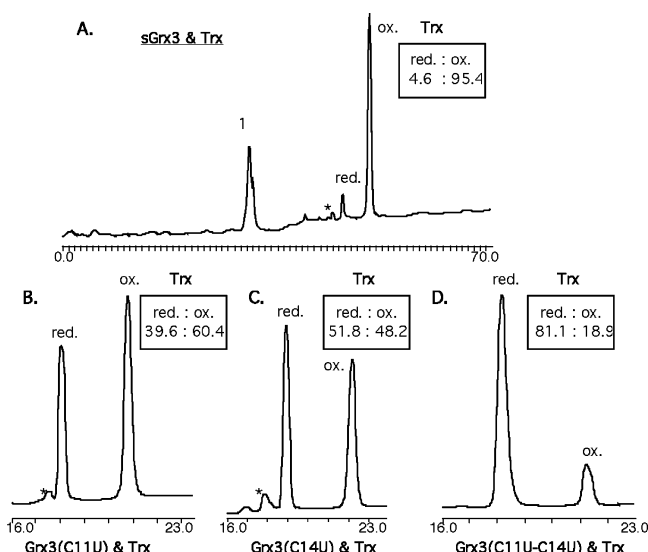 A.
sGrx3 & Trx
ox. Trx
red. : ox.
4.6 : 95.4
1
red.
*
0.0 70.0
B.
ox. Trx
red. : ox.
39.6 : 60.4
red.
*
16.0 23.0
Grx3(C11U) & Trx
C.
Trx
red.
red. : ox.
51.8 : 48.2
ox.
*
16.0 23.0
Grx3(C14U) & Trx
D.
red. Trx
red. : ox.
81.1 : 18.9
ox.
16.0 23.0
Grx3(C11U-C14U) & Trx